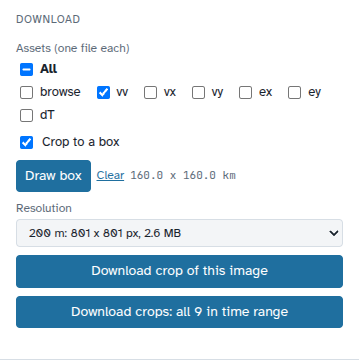 DOWNLOAD
Assets (one file each)
All
browse vv vx vy ex ey
dT
Crop to a box
Draw box Clear 160.0 x 160.0 km
Resolution
200 m: 801 x 801 px, 2.6 MB
Download crop of this image
Download crops: all 9 in time range